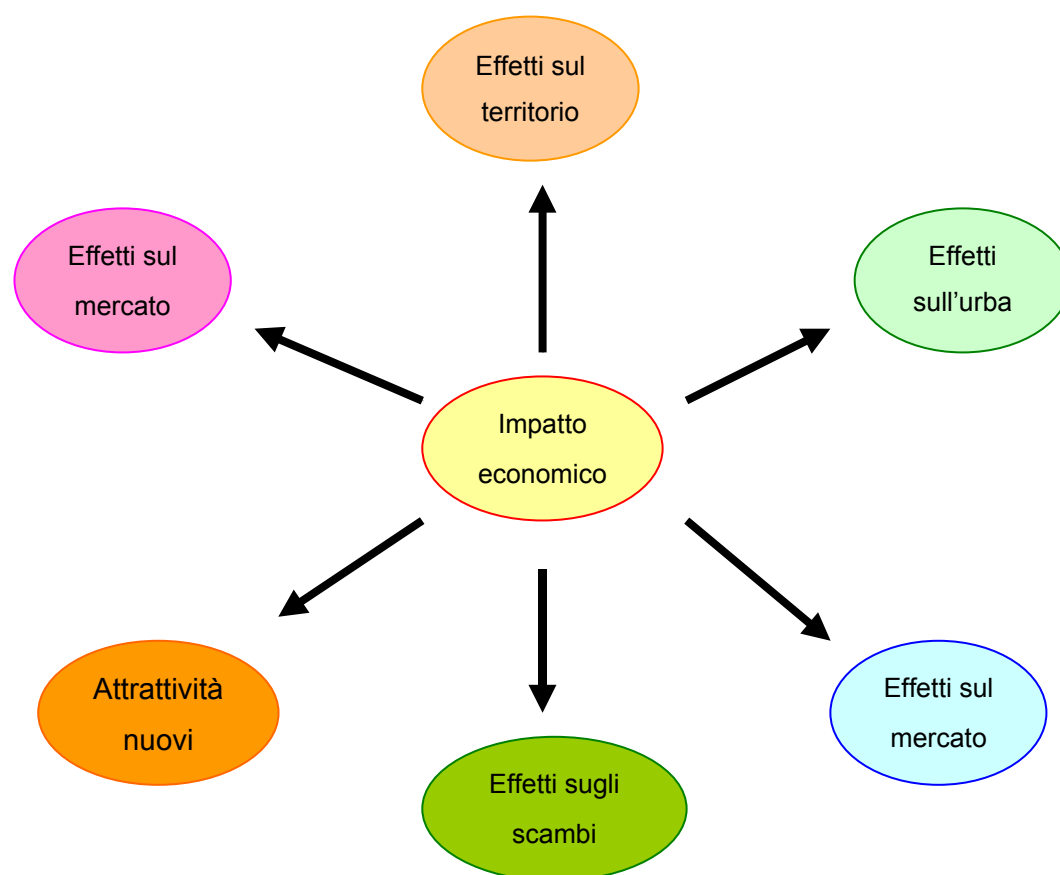 Effetti sul
territorio
Effetti sul
mercato
Effetti
sull'urba
Impatto
economico
Attrattività
nuovi
Effetti sul
mercato
Effetti sugli
scambi